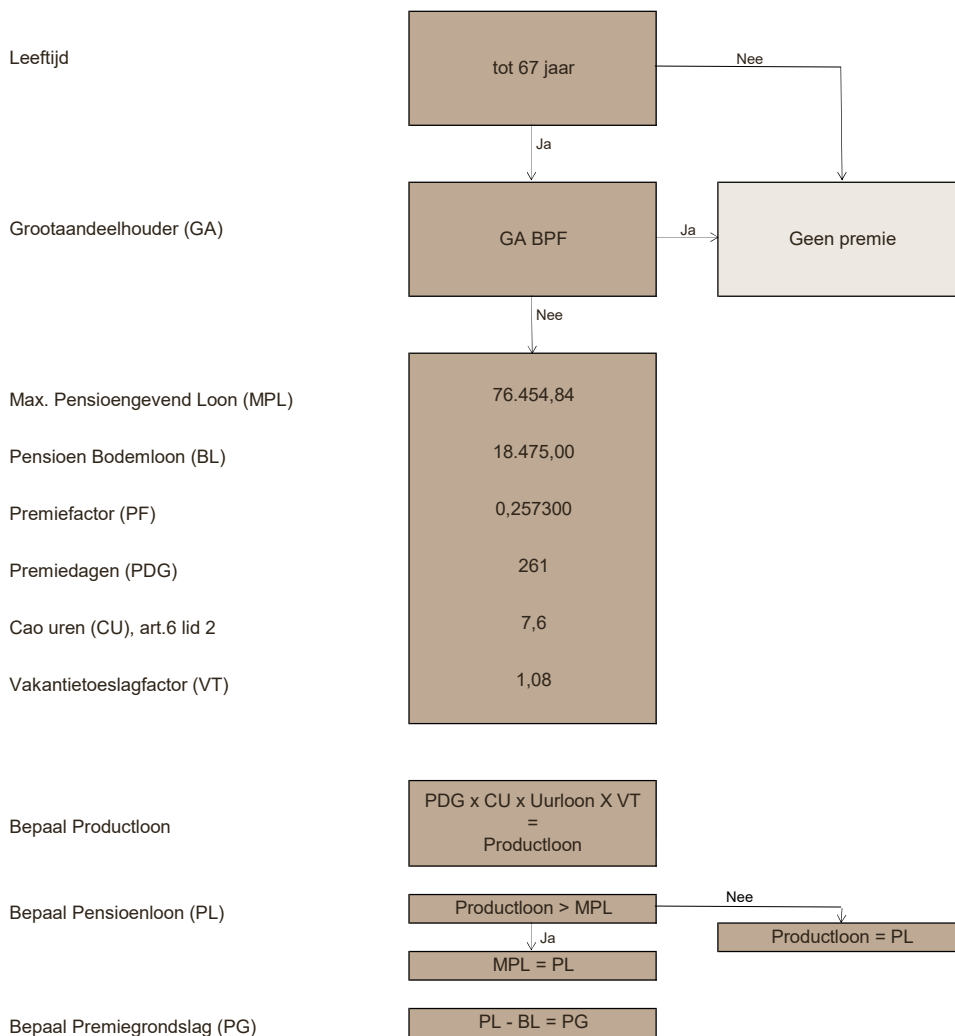 Leeftijd
tot 67 jaar
Nee
Ja
Grootaandeelhouder (GA)
GA BPF
Ja
Geen premie
Nee
Max. Pensioengevend Loon (MPL)
76.454,84
Pensioen Bodemloon (BL)
18.475,00
Premiefactor (PF)
0,257300
Premiedagen (PDG)
261
Cao uren (CU), art.6 lid 2
7,6
Vakantietoeslagfactor (VT)
1,08
Bepaal Productloon
PDG x CU x Uurloon X VT
=
Productloon
Bepaal Pensioenloon (PL)
Productloon > MPL
Nee
Ja
Productloon = PL
MPL = PL
Bepaal Premiegrondslag (PG)
PL - BL = PG